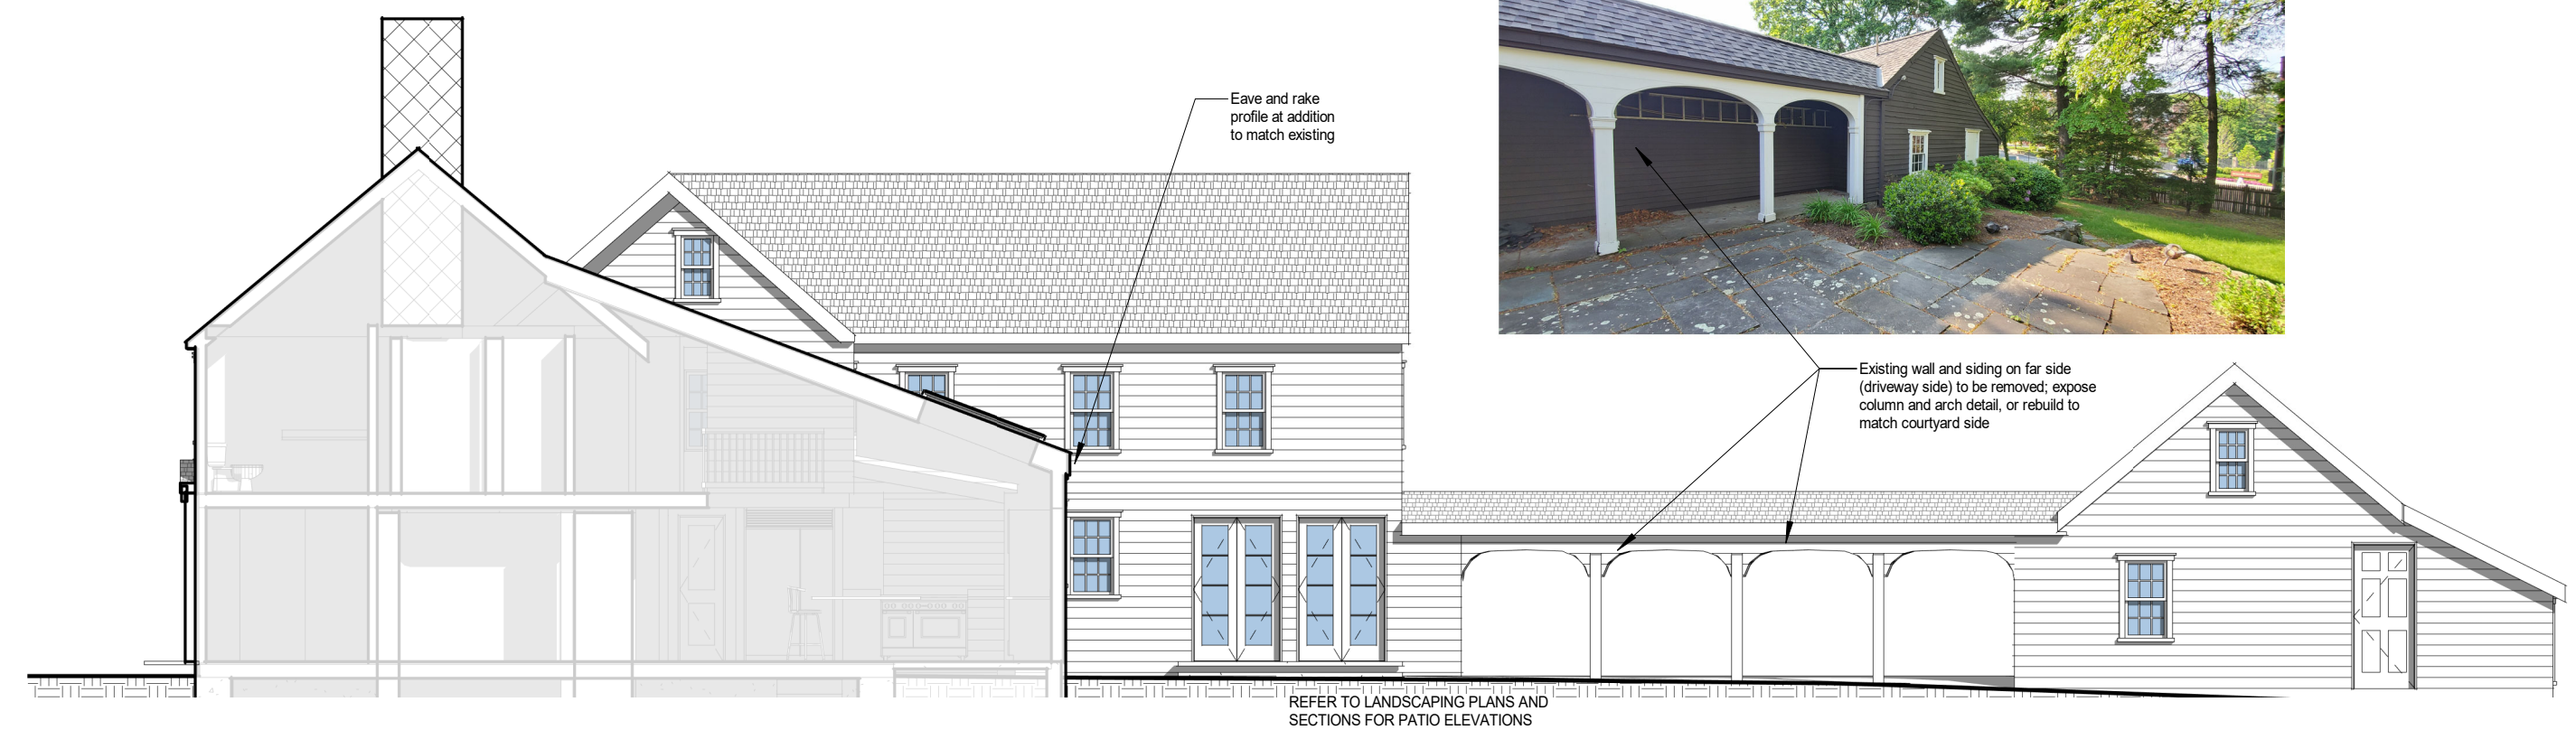 Eave and rake
profile at addition
to match existing
Existing wall and siding on far side
(driveway side) to be removed; expose
column and arch detail, or rebuild to
match courtyard side
REFER TO LANDSCAPING PLANS AND
SECTIONS FOR PATIO ELEVATIONS